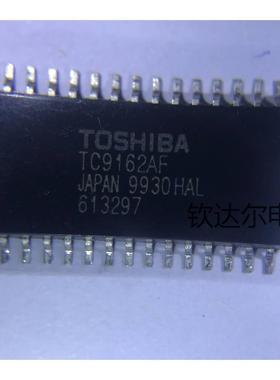 TOSHIBA
TC9162AF
JAPAN 9930HAL
613297
钦达尔电